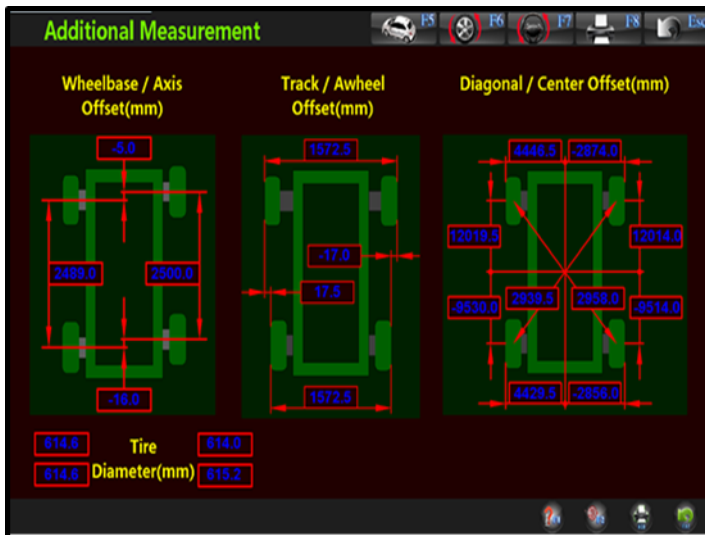 Additional Measurement
F5
F6
F7
F8
Esc
Wheelbase / Axis
Offset(mm)
Track / Awheel
Offset(mm)
Diagonal / Center Offset(mm)
-5.0
1572.5
4446.5
-2874.0
12019.5
12014.0
-17.0
2489.0
2500.0
17.5
2939.5
2958.0
-9530.0
-9514.0
-16.0
1572.5
4429.5
-2856.0
614.6
Tire
614.0
614.6
Diameter(mm)
615.2